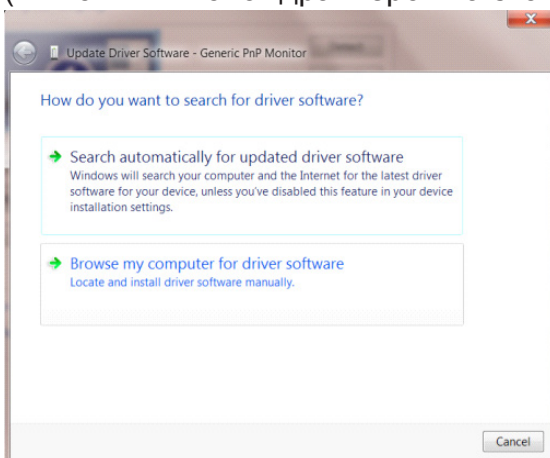 Update Driver Software - Generic PnP Monitor
How do you want to search for driver software?
Search automatically for updated driver software
Windows will search your computer and the Internet for the latest driver
software for your device, unless you've disabled this feature in your device
installation settings.
Browse my computer for driver software
Locate and install driver software manually.
Cancel